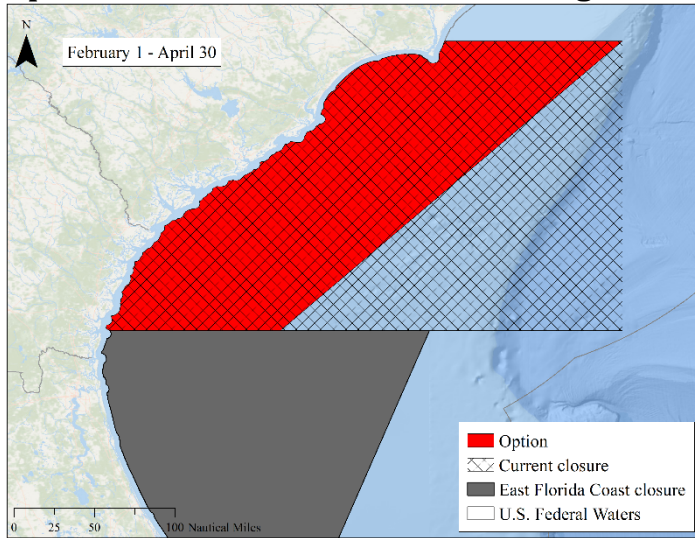 N
February 1 - April 30
Option
Current closure
East Florida Coast closure
U.S. Federal Waters
0 25 50 100 Nautical Miles